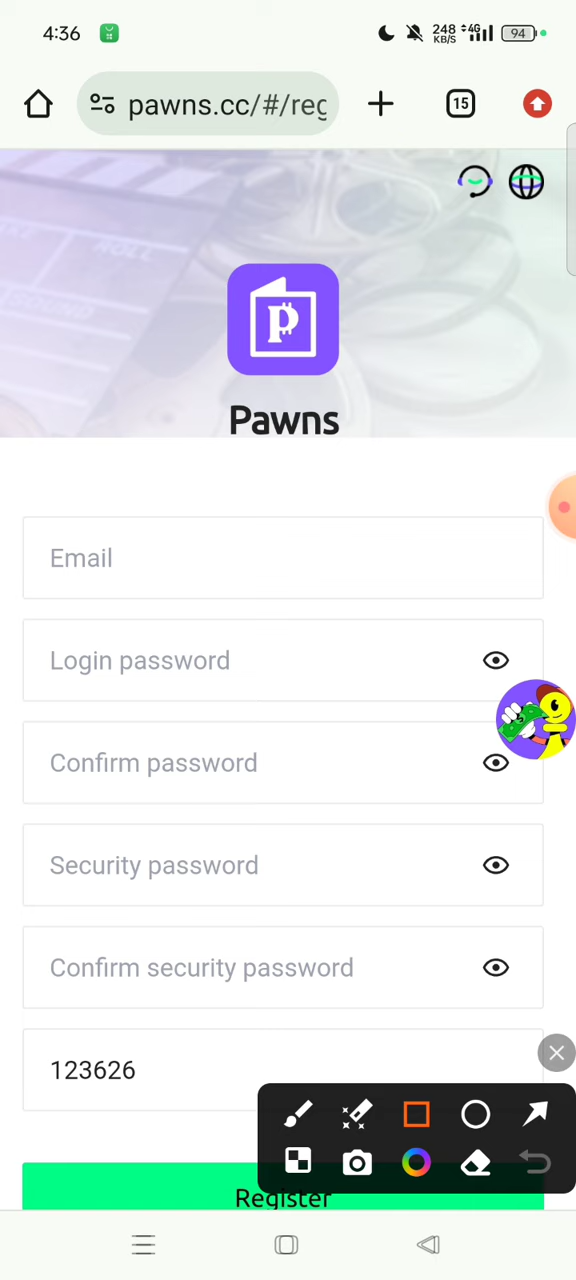 4:36
248
KB/S
4G
94
pawns.cc/#/reg
15
Pawns
Email
Login password
Confirm password
Security password
Confirm security password
123626
Register